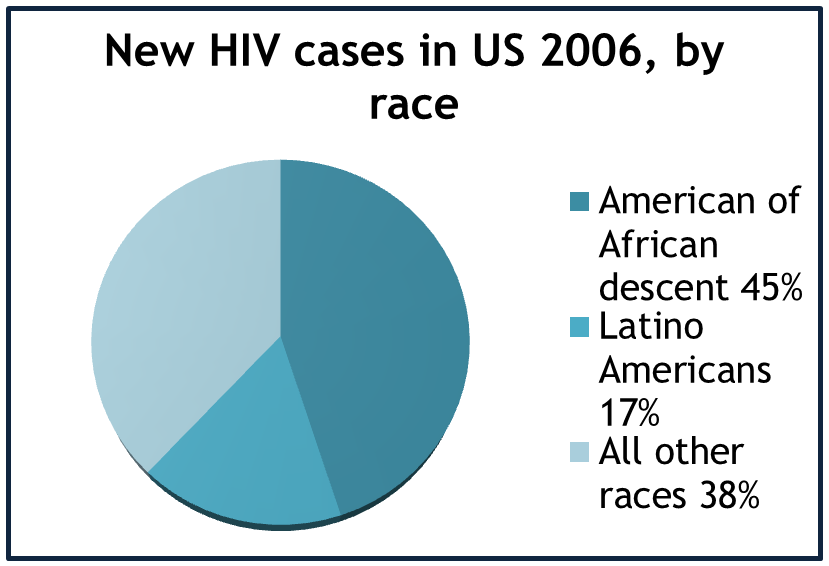 New HIV cases in US 2006, by
race
American of
African
descent 45%
Latino
Americans
17%
All other
races 38%